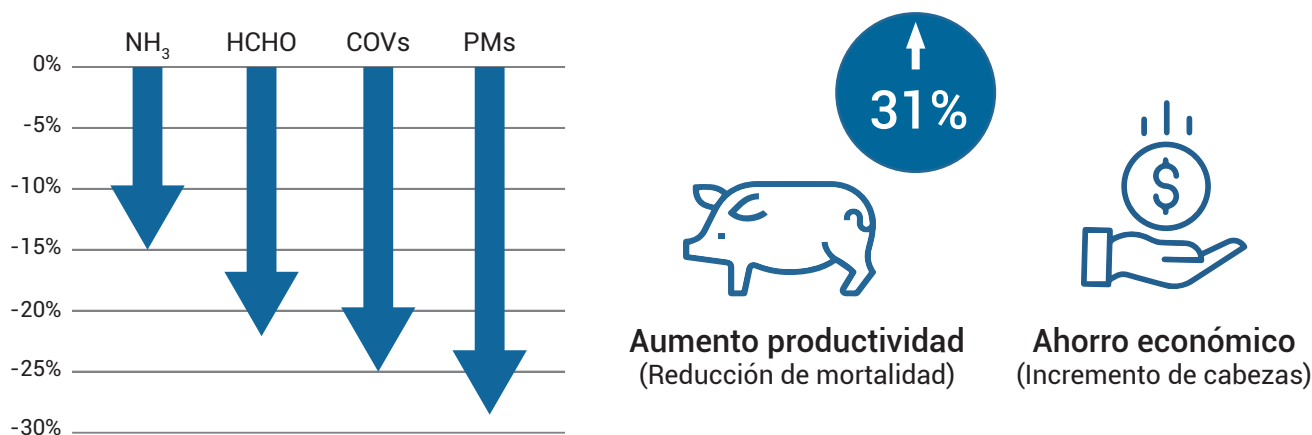 NH₃ HCHO COVs PMs
0%
-5%
-10%
-15%
-20%
-25%
-30%
31%
$
Aumento productividad
(Reducción de mortalidad)
Ahorro económico
(Incremento de cabezas)